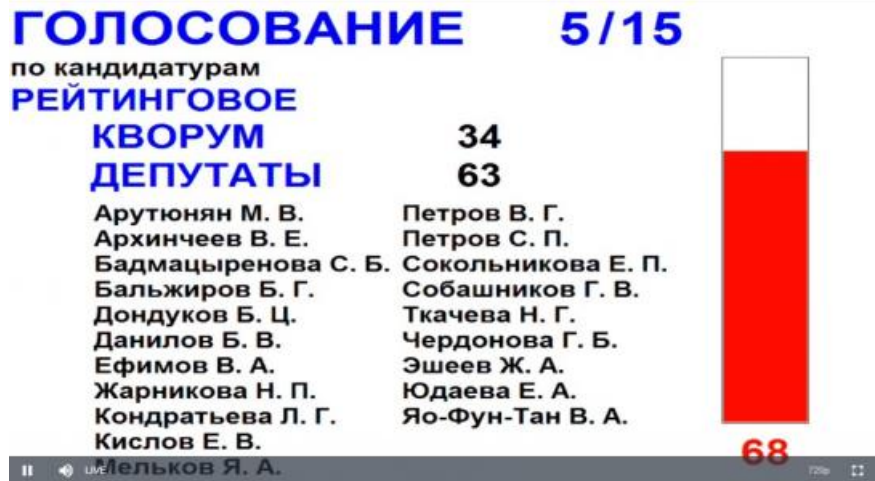 ГОЛОСОВАНИЕ 5/15
по кандидатурам
РЕЙТИНГОВОЕ
КВОРУМ 34
ДЕПУТАТЫ 63
Арутюнян М. В.
Архинчеев В. Е.
Бадмацыренова С. Б.
Бальжиров Б. Г.
Дондуков Б. Ц.
Данилов Б. В.
Ефимов В. А.
Жарникова Н. П.
Кондратьева Л. Г.
Кислов Е. В.
Мельков Я. А.
Петров В. Г.
Петров С. П.
Сокольникова Е. П.
Собашников Г. В.
Ткачева Н. Г.
Чердонова Г. Б.
Эшеев Ж. А.
Юдаева Е. А.
Яо-Фун-Тан В. А.
68
LIVE
720p